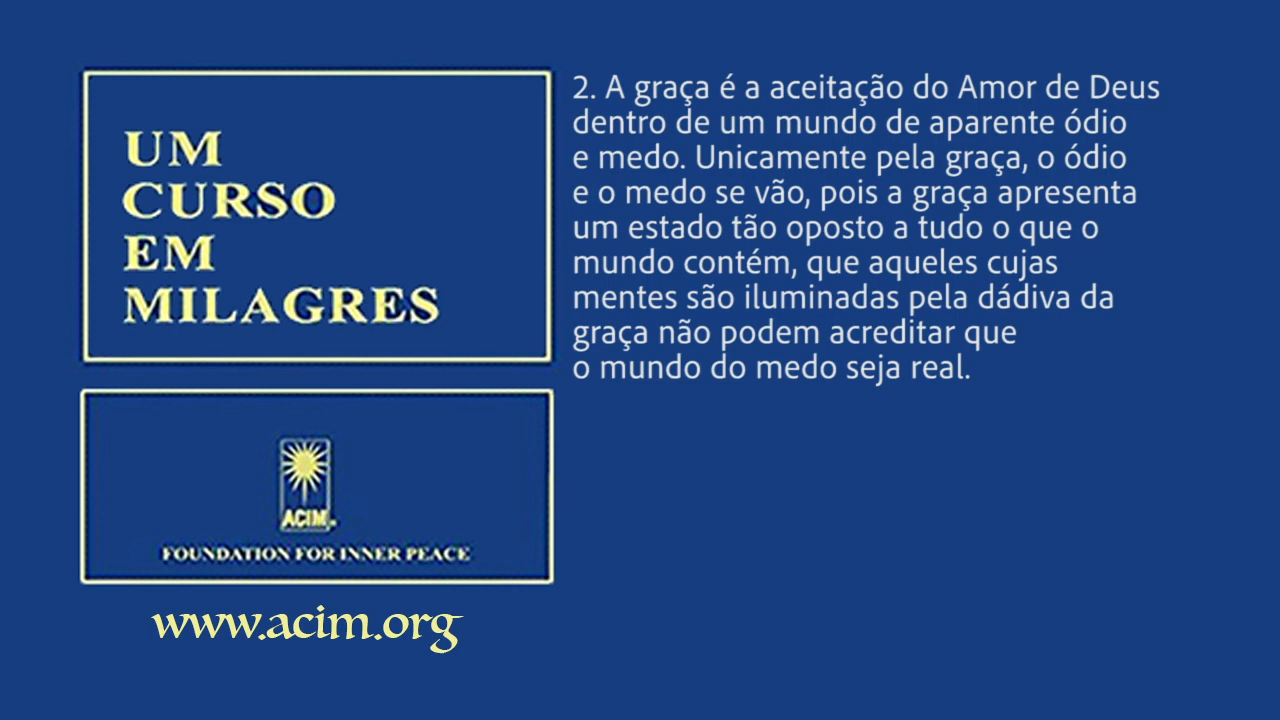 UM
CURSO
EM
MILAGRES
ACIM®
FOUNDATION FOR INNER PEACE
www.acim.org
2. A graça é a aceitação do Amor de Deus
dentro de um mundo de aparente ódio
e medo. Unicamente pela graça, o ódio
e o medo se vão, pois a graça apresenta
um estado tão oposto a tudo o que o
mundo contém, que aqueles cujas
mentes são iluminadas pela dádiva da
graça não podem acreditar que
o mundo do medo seja real.